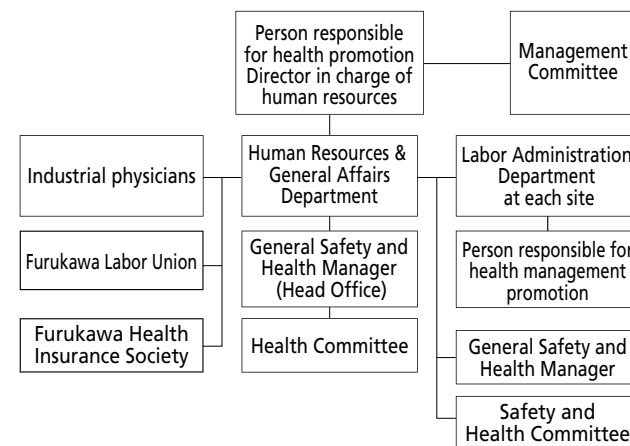 Person responsible
for health promotion
Director in charge of
human resources
Management
Committee
Industrial physicians
Human Resources &
General Affairs
Department
Labor Administration
Department
at each site
Furukawa Labor Union
General Safety and
Health Manager
(Head Office)
Person responsible for
health management
promotion
Furukawa Health
Insurance Society
Health Committee
General Safety and
Health Manager
Safety and
Health Committee